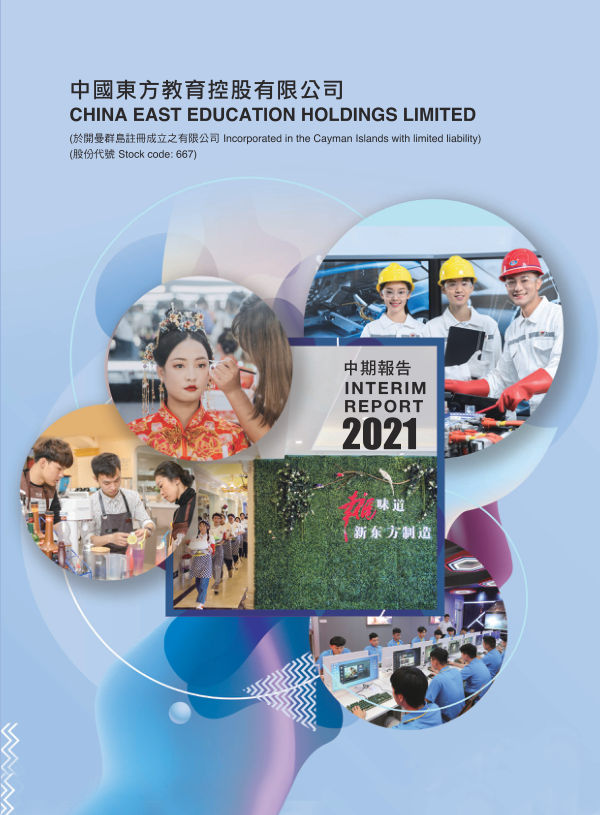 中國東方教育控股有限公司
CHINA EAST EDUCATION HOLDINGS LIMITED
(於開曼群島註冊成立之有限公司 Incorporated in the Cayman Islands with limited liability)
(股份代號 Stock code: 667)
中期報告
INTERIM
REPORT
2021
味道
新东方制造